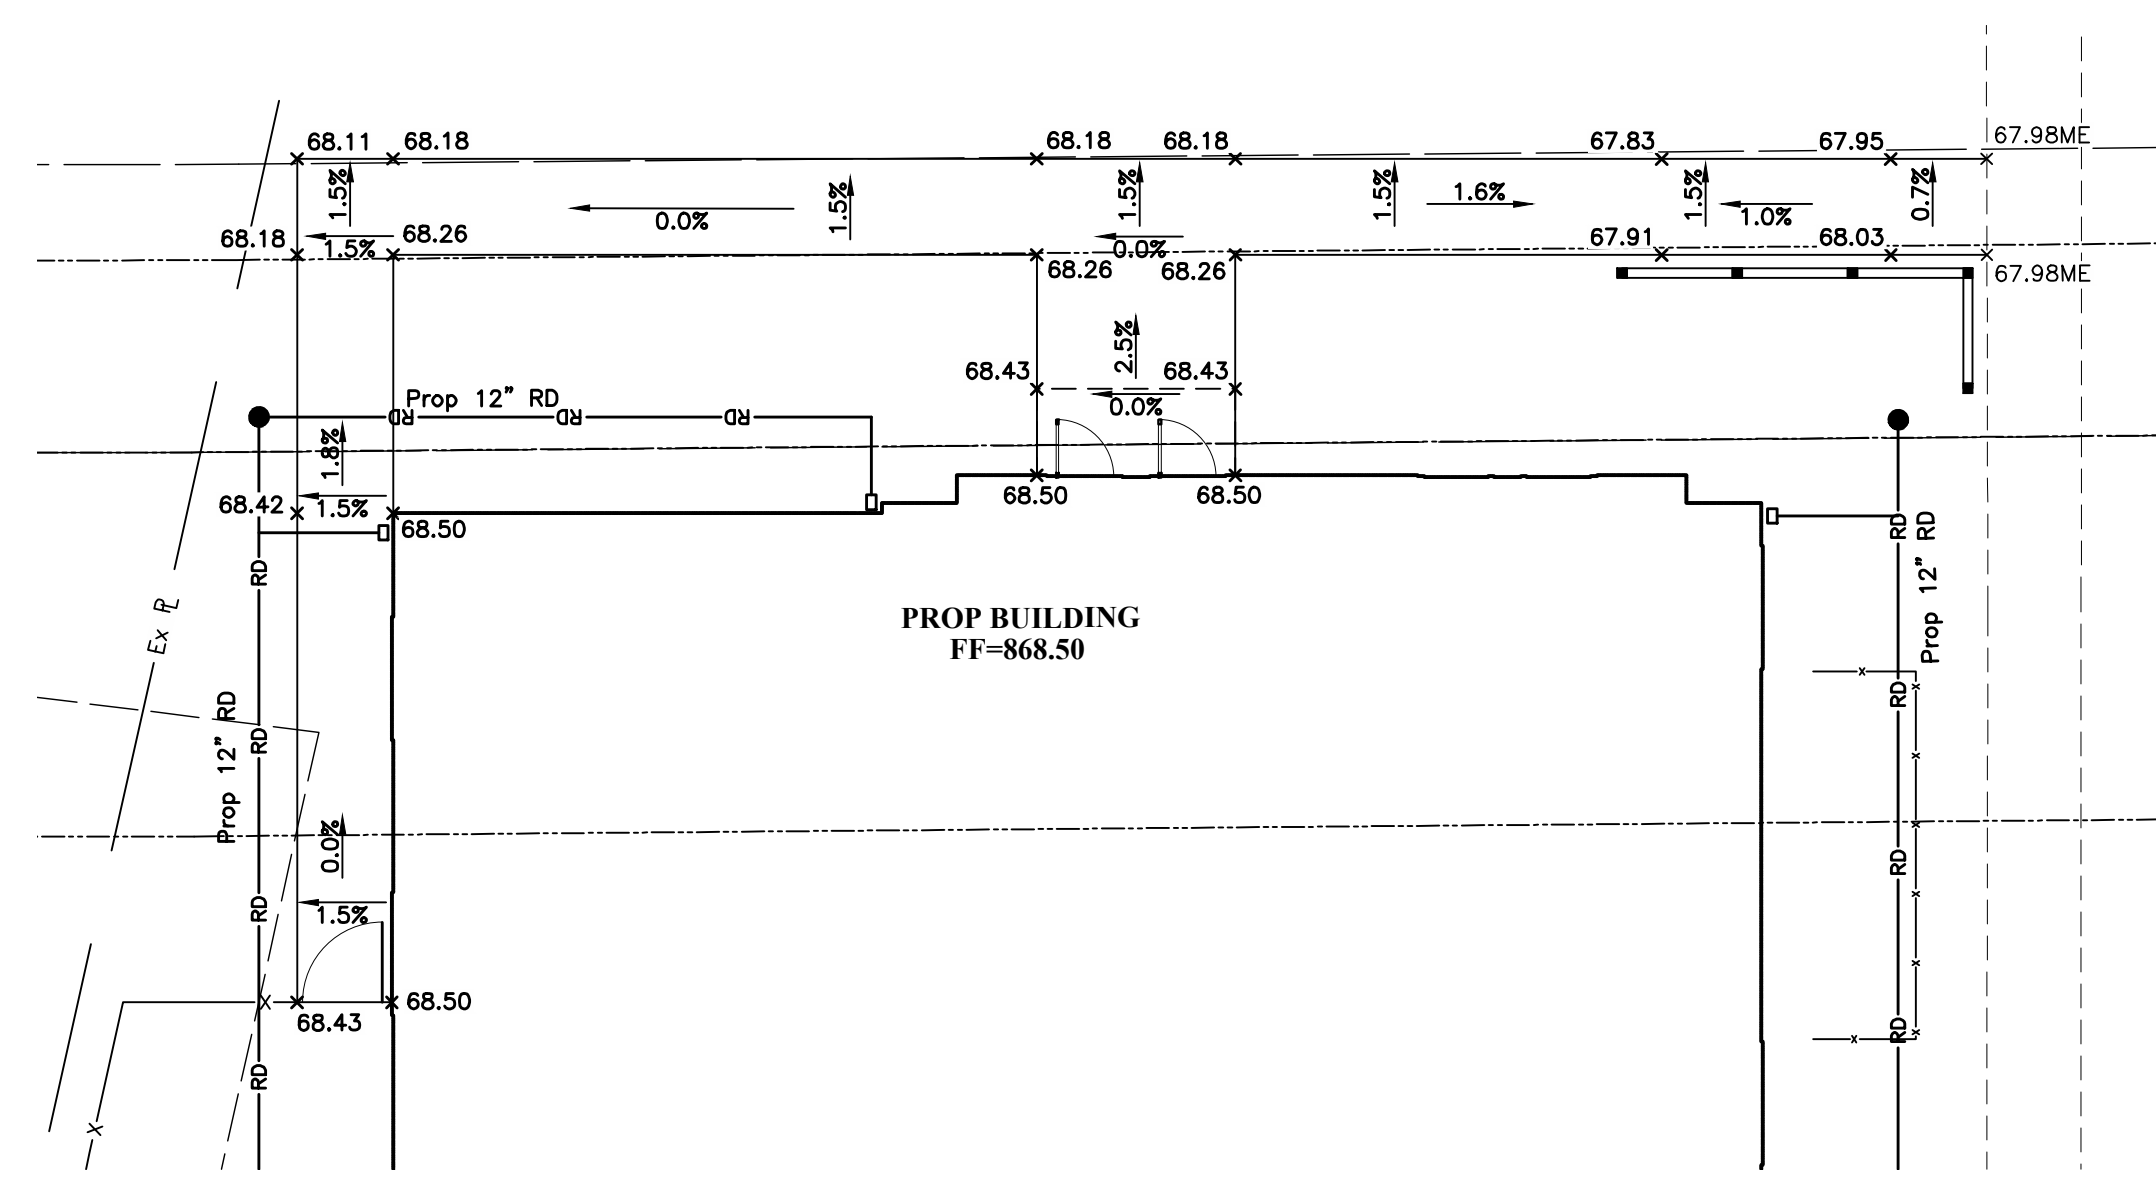 68.11
68.18
68.18
68.18
67.83
67.95
67.98ME
1.5%
0.0%
1.5%
1.5%
1.5%
1.6%
1.5%
1.0%
0.7%
68.18
1.5%
68.26
68.26
0.0%
68.26
67.91
68.03
67.98ME
2.5%
68.43
68.43
0.0%
Prop 12" RD
RD
RD
RD
1.8%
68.42
1.5%
68.50
68.50
68.50
RD
RD
Prop 12" RD
RD
Ex PL
PROP BUILDING
FF=868.50
Prop 12" RD
RD
RD
0.0%
RD
1.5%
RD
X
68.50
68.43
RD
RD
X